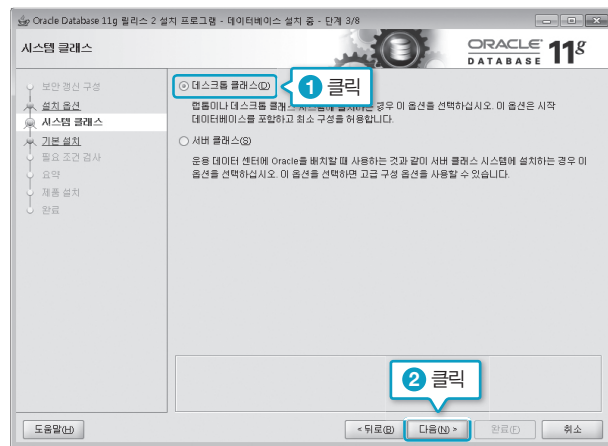 Oracle Database 11g 릴리스 2 설치 프로그램 - 데이터베이스 설치 중 - 단계 3/8
시스템 클래스
ORACLE
DATABASE 11g
보안 갱신 구성
설치 옵션
시스템 클래스
기본 설치
필요 조건 검사
요약
제품 설치
완료
데스크톱 클래스(D)
1 클릭
랩톱이나 데스크톱 클래스 경우 이 옵션을 선택하십시오. 이 옵션은 시작
데이터베이스를 포함하고 최소 구성을 허용합니다.
서버 클래스(S)
운용 데이터 센터에 Oracle을 배치할 때 사용하는 것과 같이 서버 클래스 시스템에 설치하는 경우 이
옵션을 선택하십시오. 이 옵션을 선택하면 고급 구성 옵션을 사용할 수 있습니다.
2 클릭
도움말(H)
< 뒤로(B)
다음(N) >
완료(F)
취소